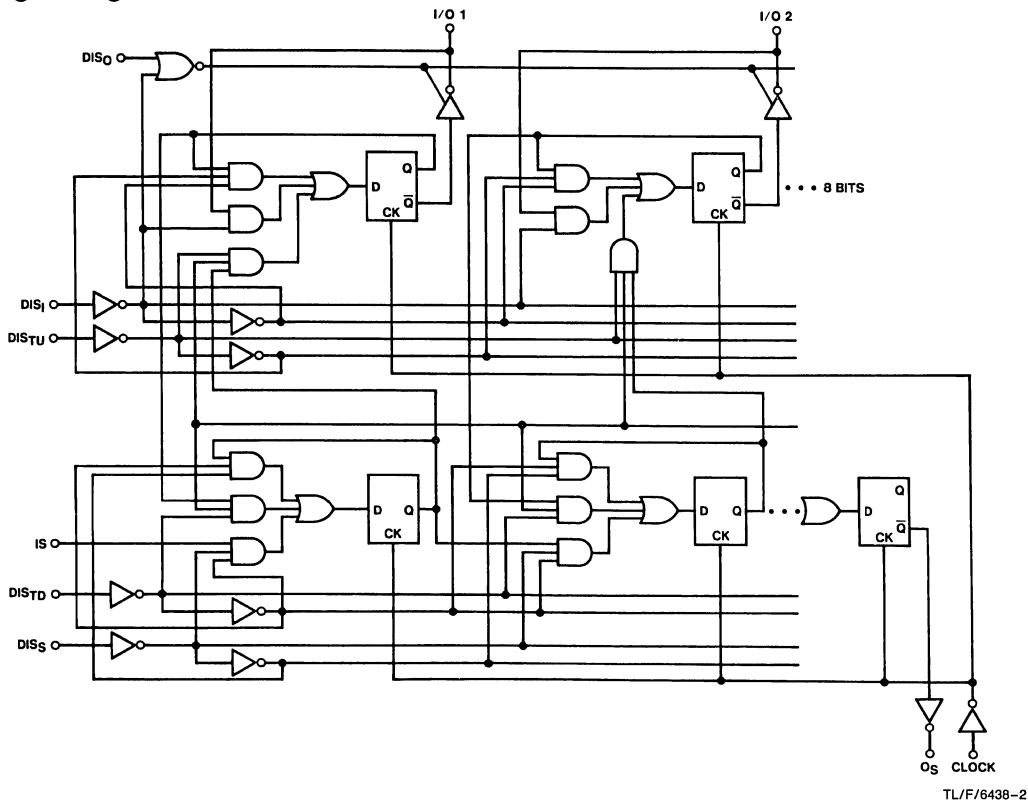 I/O 1
I/O 2
DISO
D
Q
Q̅
CK
D
Q
Q̅
CK
• • • 8 BITS
DISI
DISTU
D
Q
CK
D
Q
CK
• • •
D
Q
Q̅
CK
IS
DISTD
DISS
OS
CLOCK
TL/F/6438–2